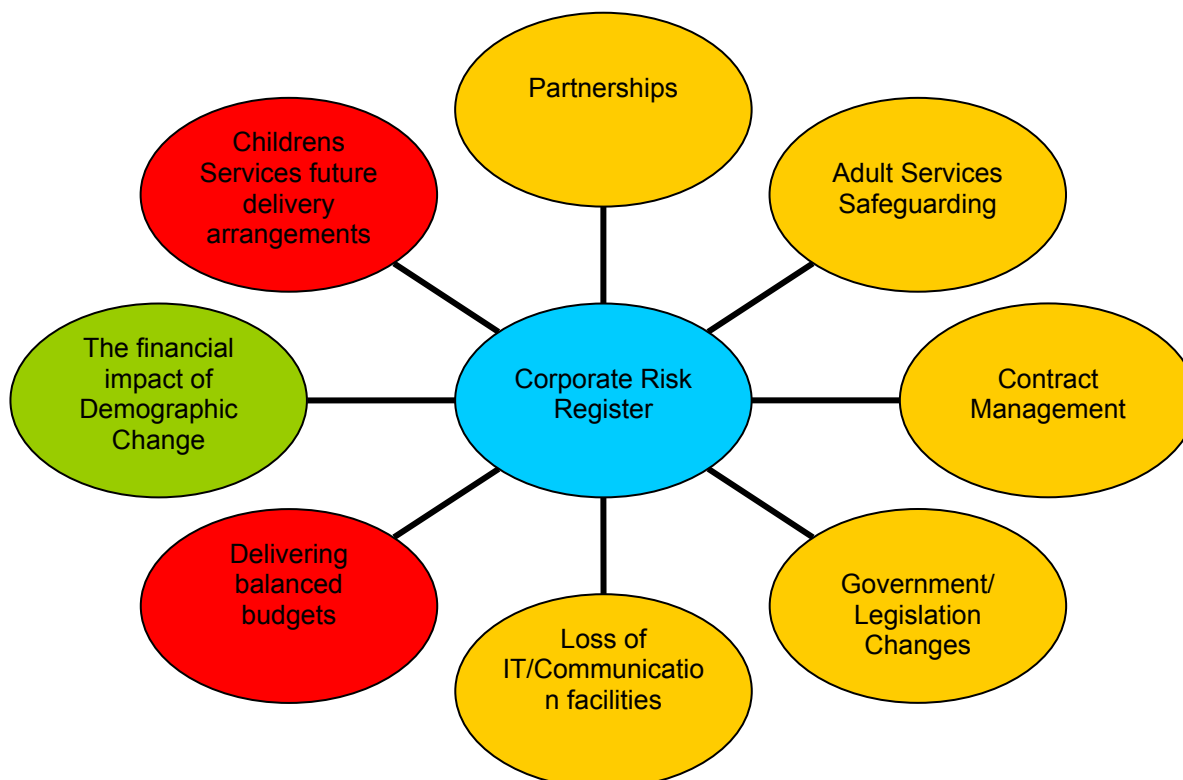 Partnerships
Childrens
Services future
delivery
arrangements
Adult Services
Safeguarding
The financial
impact of
Demographic
Change
Corporate Risk
Register
Contract
Management
Delivering
balanced
budgets
Loss of
IT/Communicatio
n facilities
Government/
Legislation
Changes